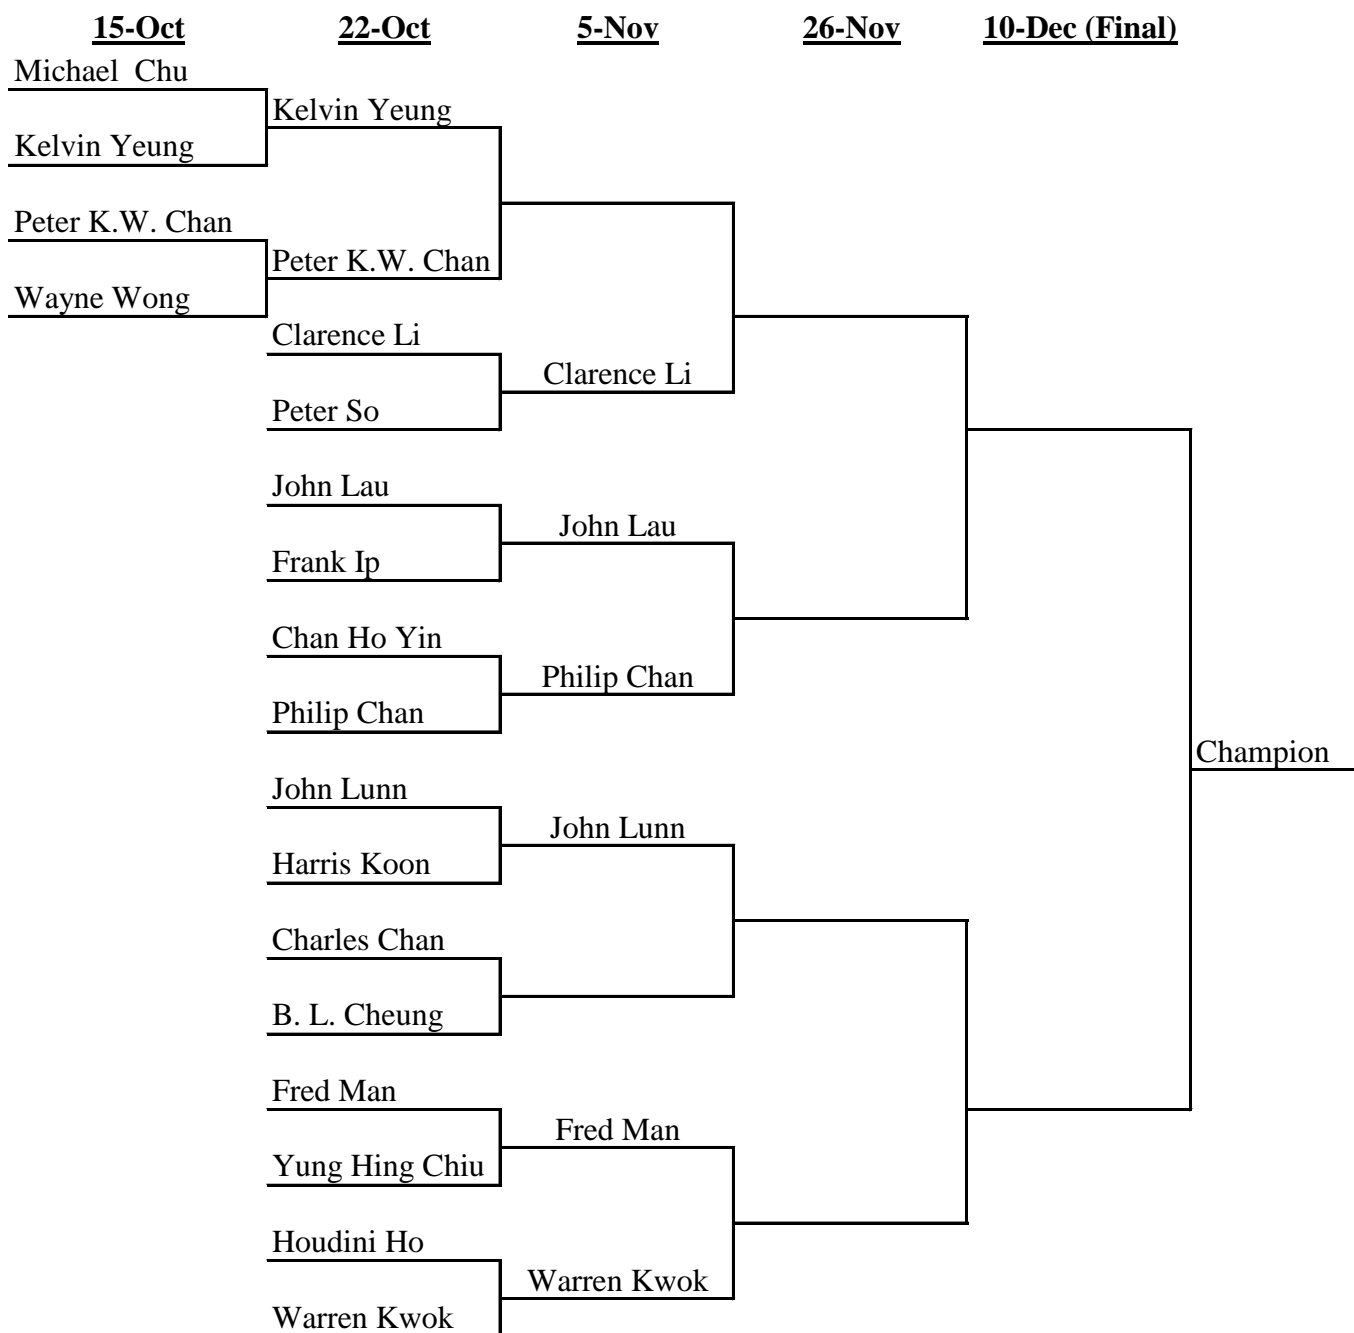 15-Oct 22-Oct 5-Nov 26-Nov 10-Dec (Final)
Michael Chu
Kelvin Yeung
Kelvin Yeung
Peter K.W. Chan
Peter K.W. Chan
Wayne Wong
Clarence Li
Clarence Li
Peter So
John Lau
John Lau
Frank Ip
Chan Ho Yin
Philip Chan
Philip Chan
Champion
John Lunn
John Lunn
Harris Koon
Charles Chan
B. L. Cheung
Fred Man
Fred Man
Yung Hing Chiu
Houdini Ho
Warren Kwok
Warren Kwok